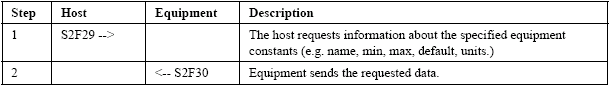 Step Host Equipment Description
1 S2F29 --> The host requests information about the specified equipment
constants (e.g. name, min, max, default, units.)
2 <-- S2F30 Equipment sends the requested data.